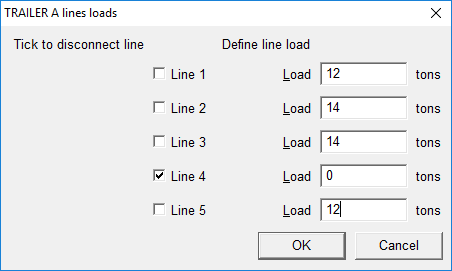 TRAILER A lines loads
Tick to disconnect line Define line load
Line 1 Load 12 tons
Line 2 Load 14 tons
Line 3 Load 14 tons
Line 4 Load 0 tons
Line 5 Load 12 tons
OK Cancel